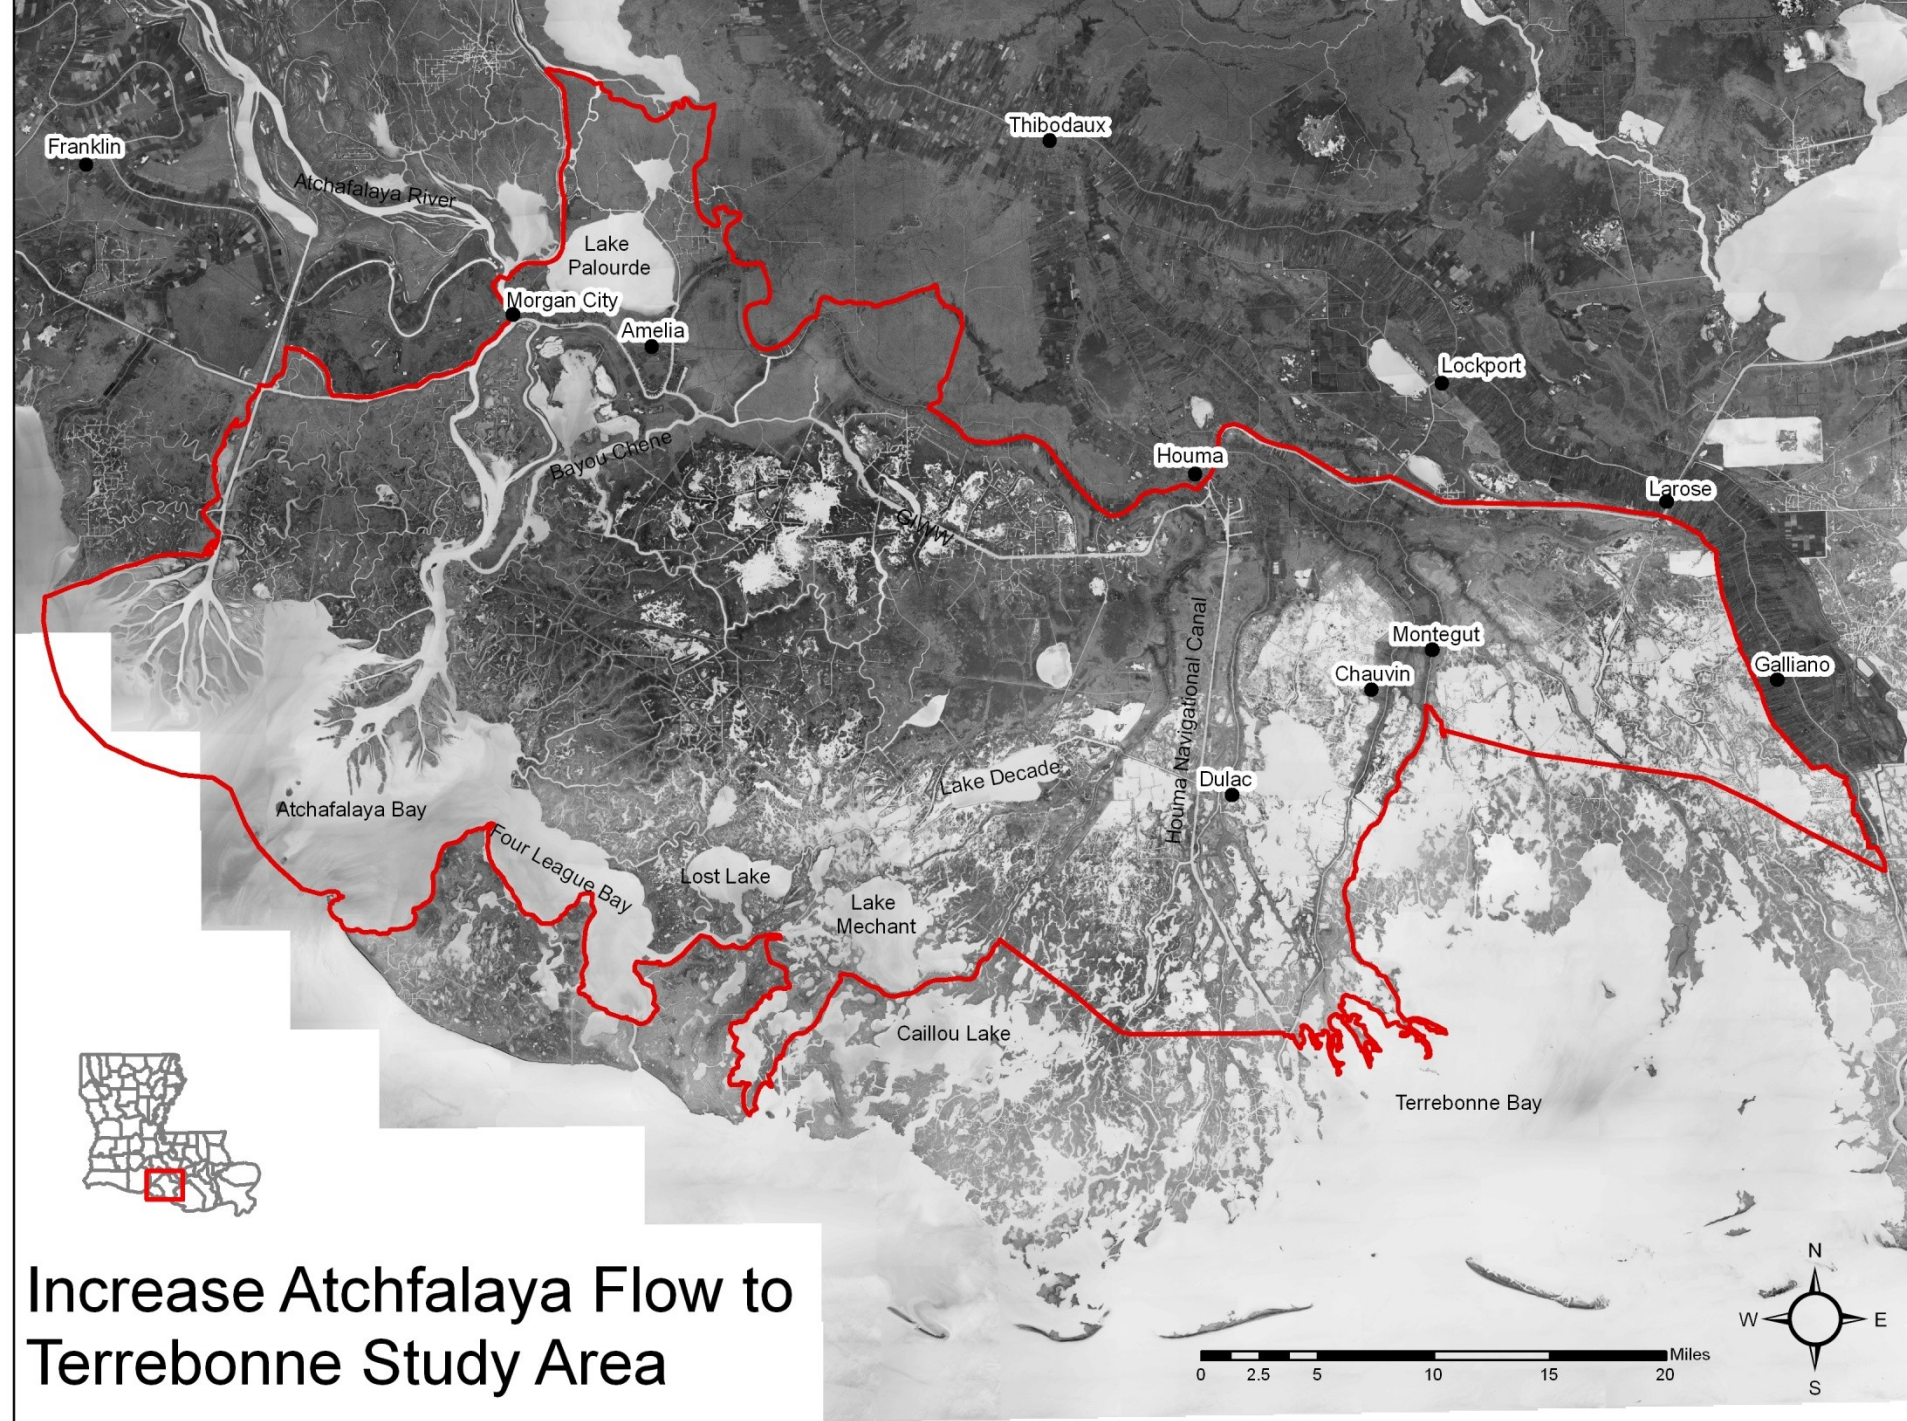 Thibodaux
Franklin
Atchafalaya River
Lake
Palourde
Morgan City
Amelia
Lockport
Bayou Chene
Houma
Larose
GIWW
Houma Navigational Canal
Montegut
Chauvin
Galliano
Lake Decade
Dulac
Atchafalaya Bay
Four League Bay
Lost Lake
Lake
Mechant
Caillou Lake
Terrebonne Bay
Increase Atchfalaya Flow to
Terrebonne Study Area
N
W E
S
Miles
0 2.5 5 10 15 20